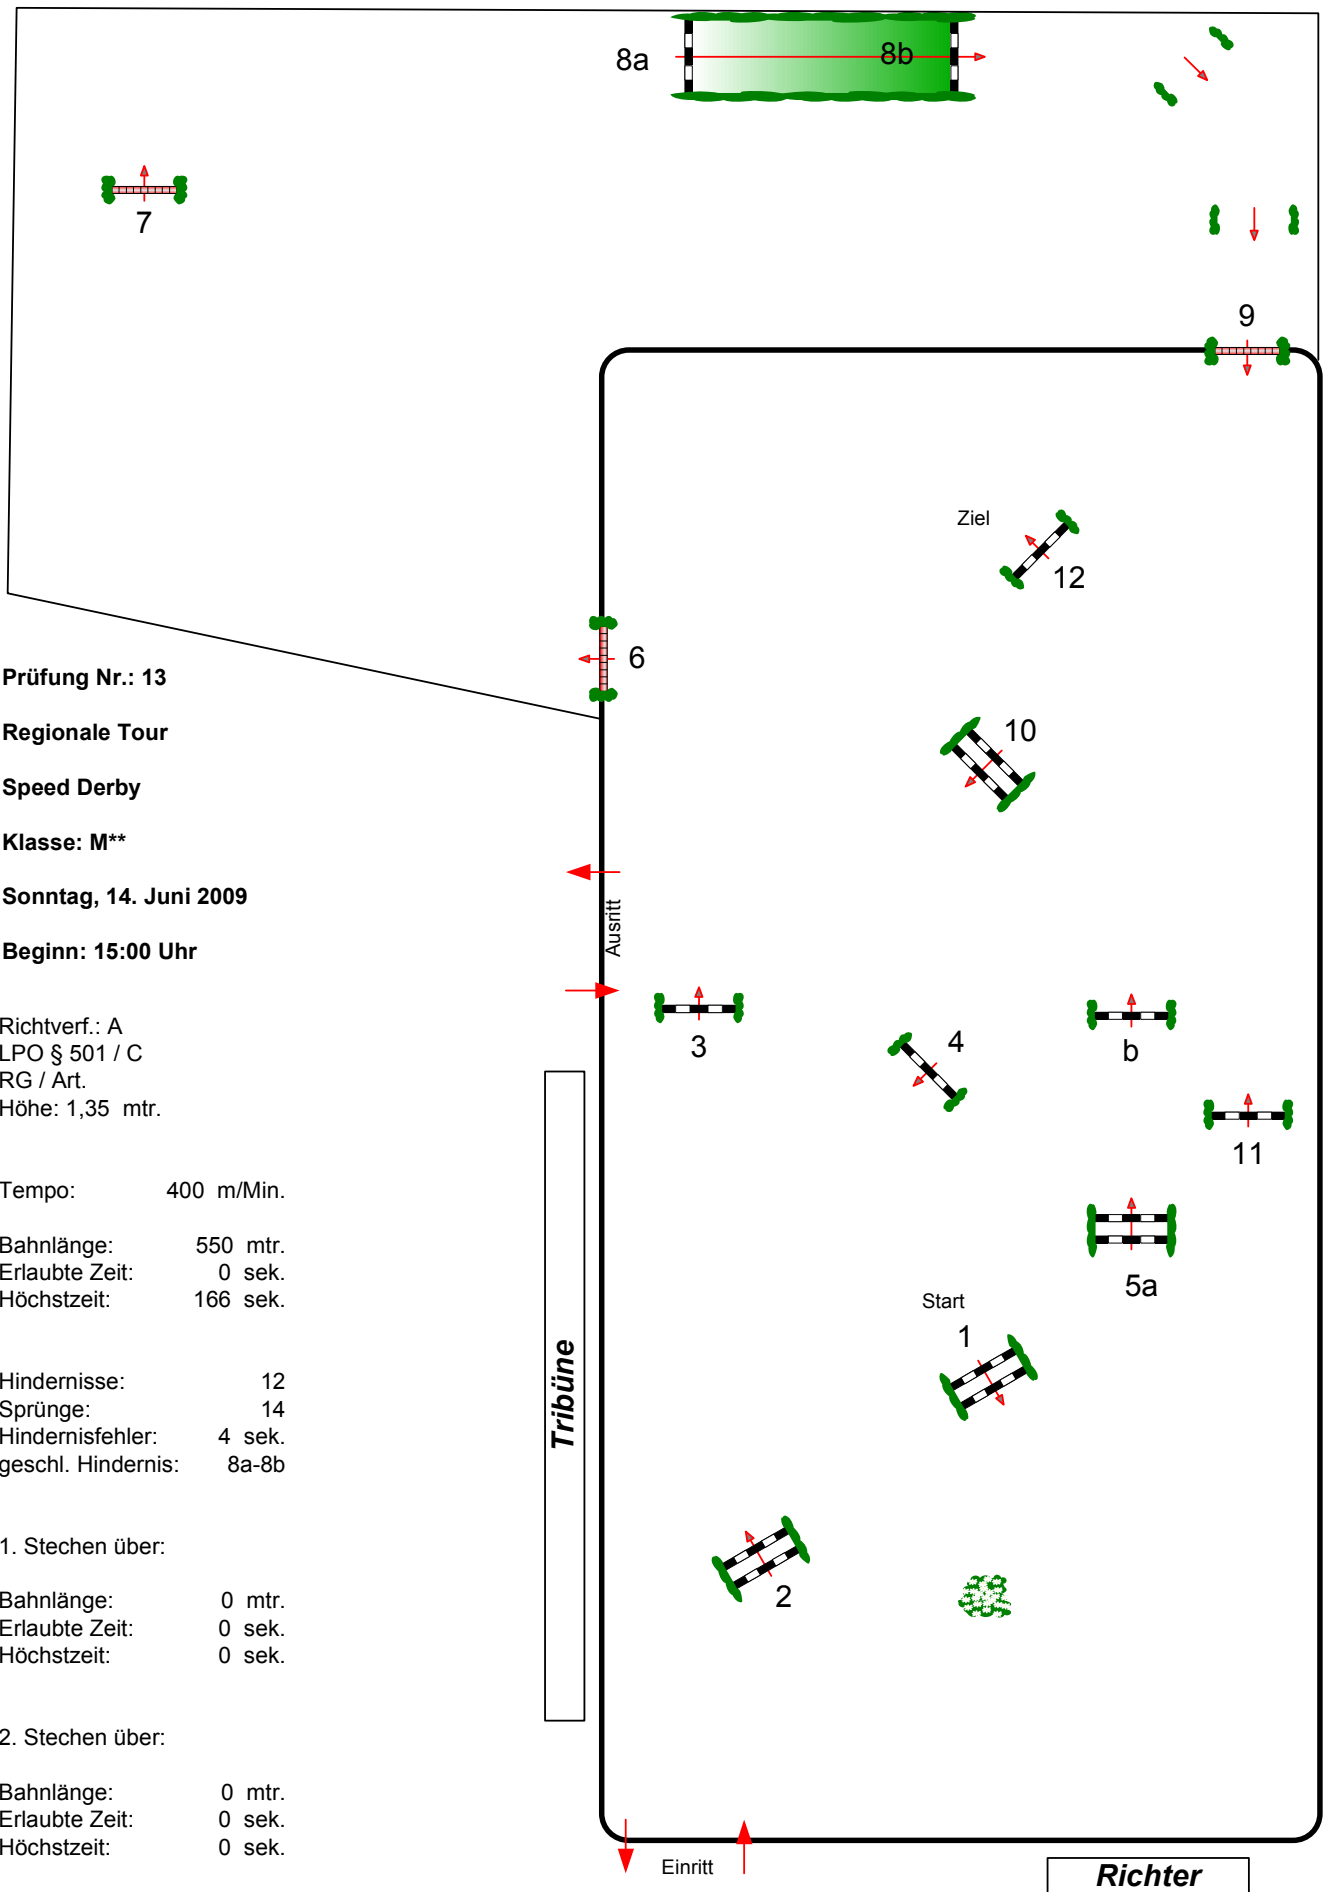 8a
8b
7
9
Ziel
12
6
Prüfung Nr.: 13
Regionale Tour
10
Speed Derby
Klasse: M**
Sonntag, 14. Juni 2009
Ausritt
Beginn: 15:00 Uhr
Richtverf.: A
LPO § 501 / C
RG / Art.
Höhe: 1,35 mtr.
3
4
b
11
Tempo: 400 m/Min.
Bahnlänge: 550 mtr.
Erlaubte Zeit: 0 sek.
Höchstzeit: 166 sek.
5a
Start
1
Hindernisse: 12
Sprünge: 14
Hindernisfehler: 4 sek.
geschl. Hindernis: 8a-8b
Tribüne
1. Stechen über:
Bahnlänge: 0 mtr.
Erlaubte Zeit: 0 sek.
Höchstzeit: 0 sek.
2
2. Stechen über:
Bahnlänge: 0 mtr.
Erlaubte Zeit: 0 sek.
Höchstzeit: 0 sek.
Einritt
Richter